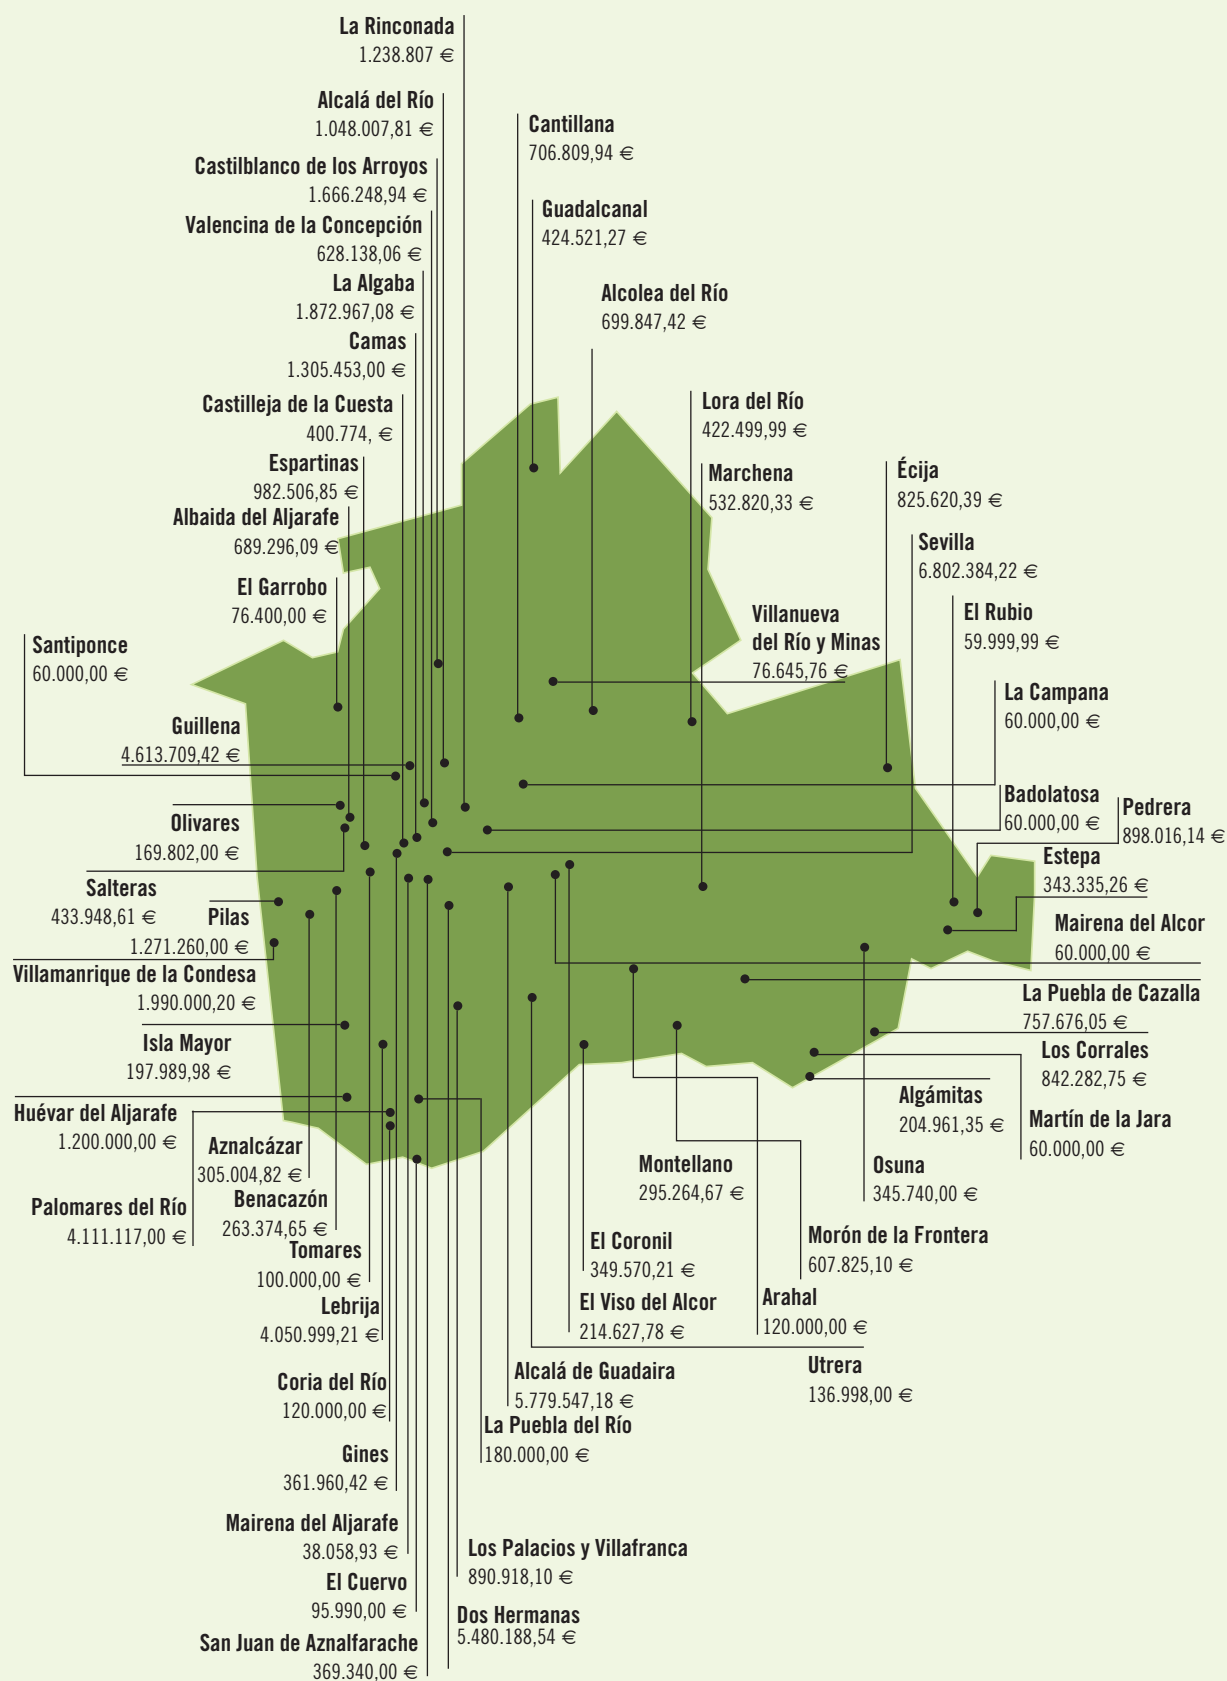 La Rinconada
1.238.807 €
Alcalá del Río
1.048.007,81 €
Castilblanco de los Arroyos
1.666.248,94 €
Valencina de la Concepción
628.138,06 €
La Algaba
1.872.967,08 €
Camas
1.305.453,00 €
Castilleja de la Cuesta
400.774, €
Espartinas
982.506,85 €
Albaida del Aljarafe
689.296,09 €
El Garrobo
76.400,00 €
Santiponce
60.000,00 €
Guillena
4.613.709,42 €
Cantillana
706.809,94 €
Guadalcanal
424.521,27 €
Alcolea del Río
699.847,42 €
Lora del Río
422.499,99 €
Marchena
532.820,33 €
Écija
825.620,39 €
Sevilla
6.802.384,22 €
Villanueva
del Río y Minas
76.645,76 €
El Rubio
59.999,99 €
La Campana
60.000,00 €
Badolatosa
60.000,00 €
Pedrera
898.016,14 €
Estepa
343.335,26 €
Mairena del Alcor
60.000,00 €
La Puebla de Cazalla
757.676,05 €
Los Corrales
842.282,75 €
Algámitas
204.961,35 €
Martín de la Jara
60.000,00 €
Olivares
169.802,00 €
Salteras
433.948,61 €
Pilas
1.271.260,00 €
Villamanrique de la Condesa
1.990.000,20 €
Isla Mayor
197.989,98 €
Huévar del Aljarafe
1.200.000,00 €
Aznalcázar
305.004,82 €
Palomares del Río
4.111.117,00 €
Benacazón
263.374,65 €
Tomares
100.000,00 €
Lebrija
4.050.999,21 €
Coria del Río
120.000,00 €
Gines
361.960,42 €
Mairena del Aljarafe
38.058,93 €
El Cuervo
95.990,00 €
San Juan de Aznalfarache
369.340,00 €
Montellano
295.264,67 €
Osuna
345.740,00 €
El Coronil
349.570,21 €
Morón de la Frontera
607.825,10 €
El Viso del Alcor
214.627,78 €
Arahal
120.000,00 €
Utrera
136.998,00 €
Alcalá de Guadaira
5.779.547,18 €
La Puebla del Río
180.000,00 €
Los Palacios y Villafranca
890.918,10 €
Dos Hermanas
5.480.188,54 €